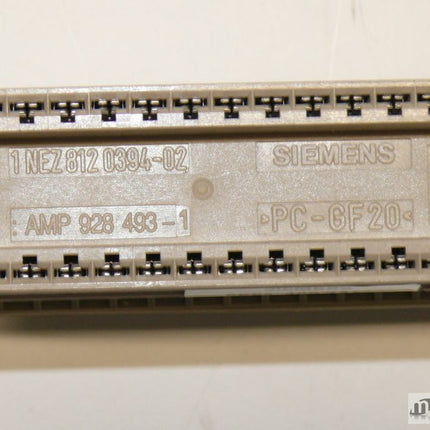 1 NEZ 812 0394-02
SIEMENS
AMP 928 493-1
>PC-GF20<